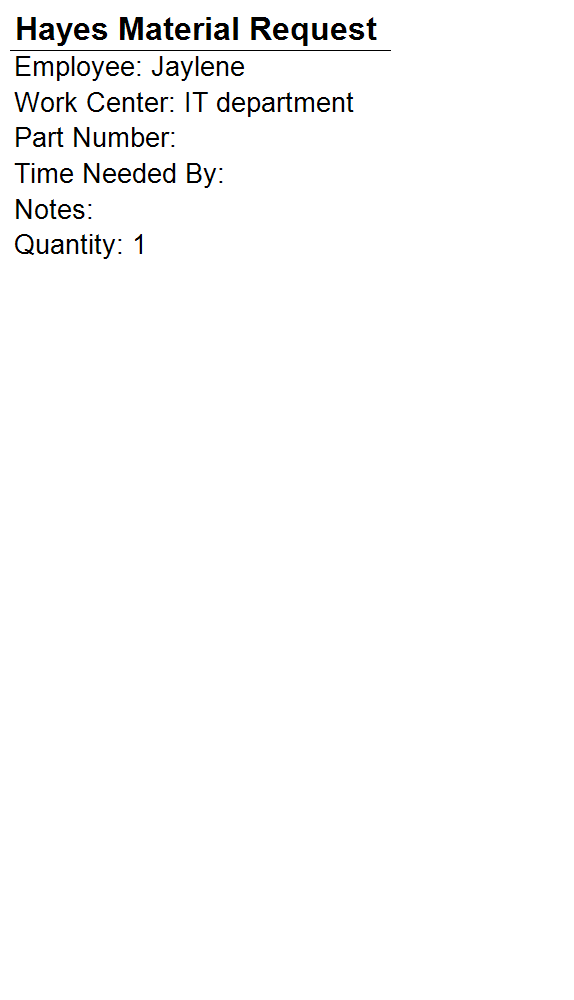 Hayes Material Request
Employee: Jaylene
Work Center: IT department
Part Number:
Time Needed By:
Notes:
Quantity: 1